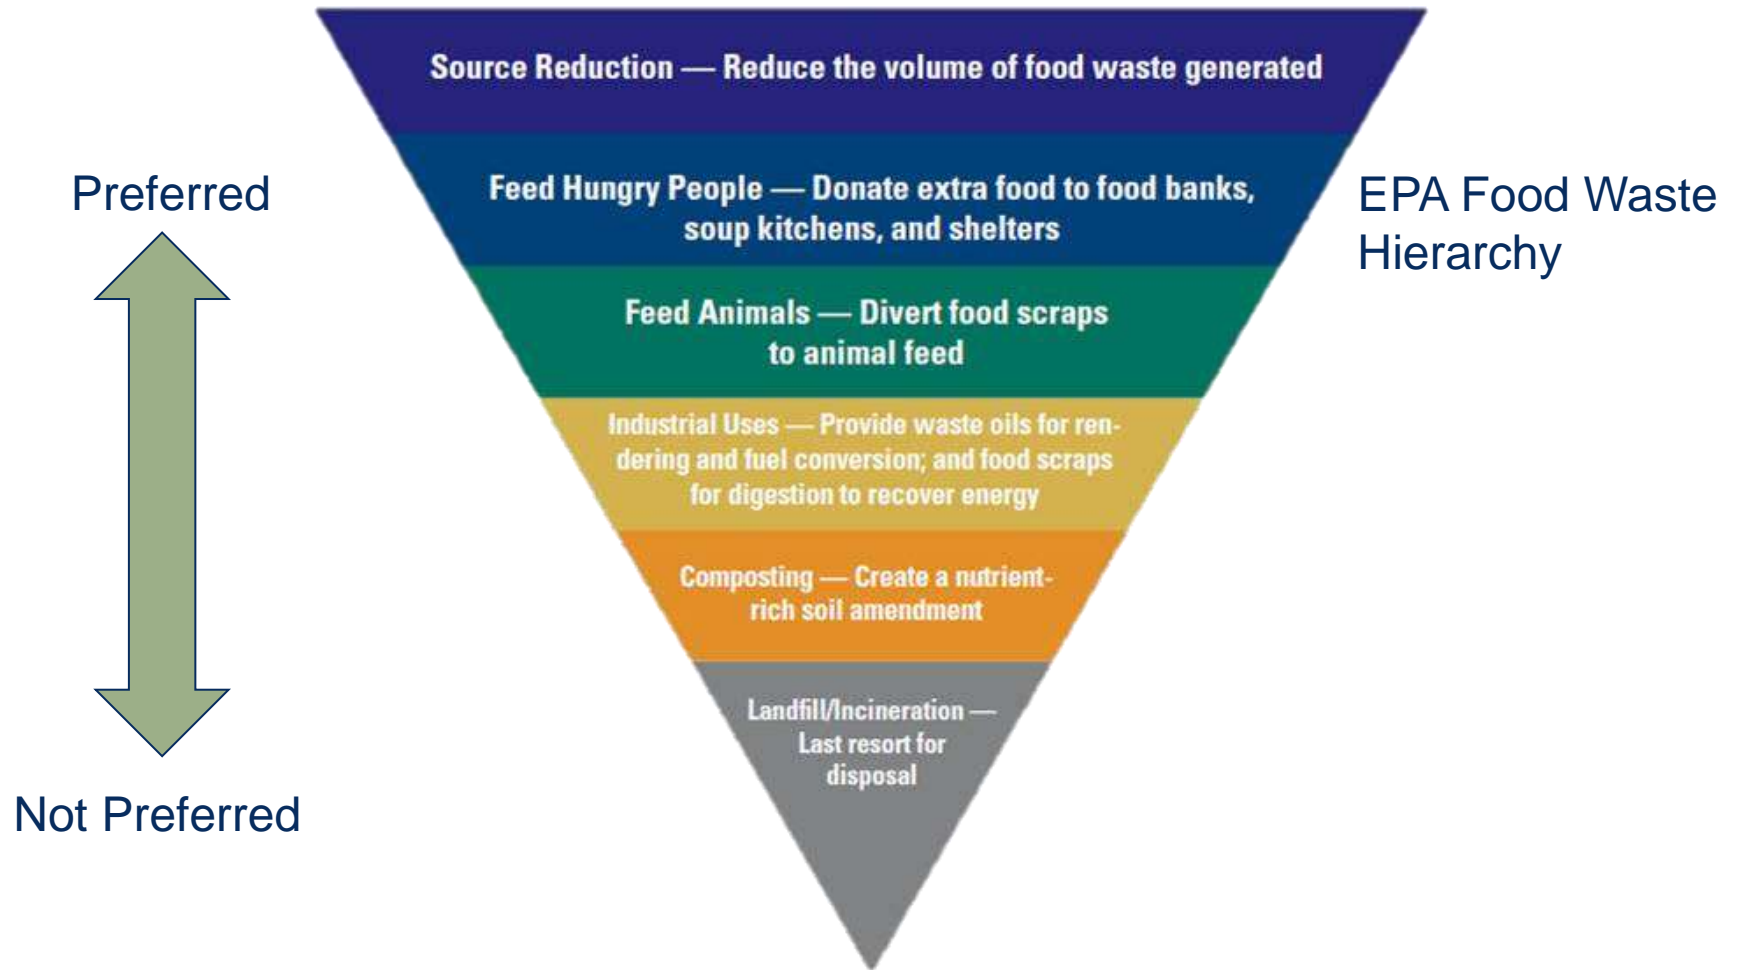 Source Reduction — Reduce the volume of food waste generated
Preferred
Feed Hungry People — Donate extra food to food banks,
soup kitchens, and shelters
EPA Food Waste
Hierarchy
Feed Animals — Divert food scraps
to animal feed
Industrial Uses — Provide waste oils for ren-
dering and fuel conversion; and food scraps
for digestion to recover energy
Composting — Create a nutrient-
rich soil amendment
Landfill/Incineration —
Last resort for
disposal
Not Preferred